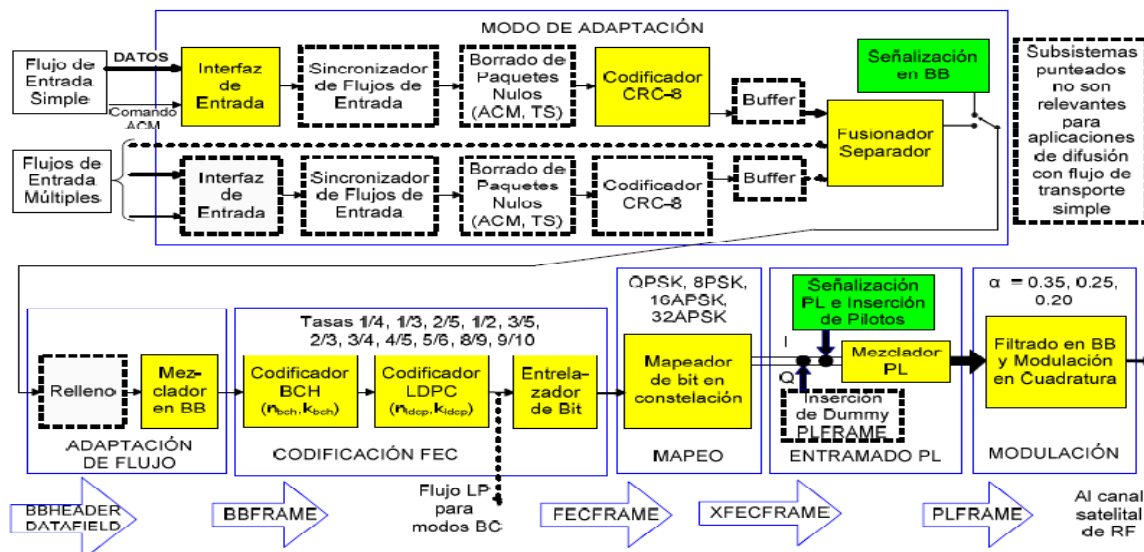 MODO DE ADAPTACIÓN
DATOS
Flujo de
Entrada
Simple
Comando
ACM
Interfaz
de
Entrada
Sincronizador
de Flujos de
Entrada
Borrado de
Paquetes
Nulos
(ACM, TS)
Codificador
CRC-8
Buffer
Señalización
en BB
Fusionador
Separador
Subsistemas
punteados
no son
relevantes
para
aplicaciones
de difusión
con flujo de
transporte
simple
Flujos de
Entrada
Múltiples
Interfaz
de
Entrada
Sincronizador
de Flujos de
Entrada
Borrado de
Paquetes
Nulos
(ACM, TS)
Codificador
CRC-8
Buffer
Relleno
Mez-
clador
en BB
ADAPTACIÓN
DE FLUJO
Tasas 1/4, 1/3, 2/5, 1/2, 3/5,
2/3, 3/4, 4/5, 5/6, 8/9, 9/10
Codificador
BCH
(nbch,kbch)
Codificador
LDPC
(nldcp,kldcp)
Entrela-
zador
de Bit
CODIFICACIÓN FEC
Flujo LP
para
modos BC
QPSK, 8PSK,
16APSK,
32APSK
Mapeador
de bit en
constelación
MAPEO
Señalización
PL e Inserción
de Pilotos
I
Q
Mezclador
PL
Inserción
de Dummy
PLFRAME
ENTRAMADO PL
α = 0.35, 0.25,
0.20
Filtrado en BB
y Modulación
en Cuadratura
MODULACIÓN
BBHEADER
DATAFIELD
BBFRAME
FECFRAME
XFECFRAME
PLFRAME
Al canal
satelital
de RF